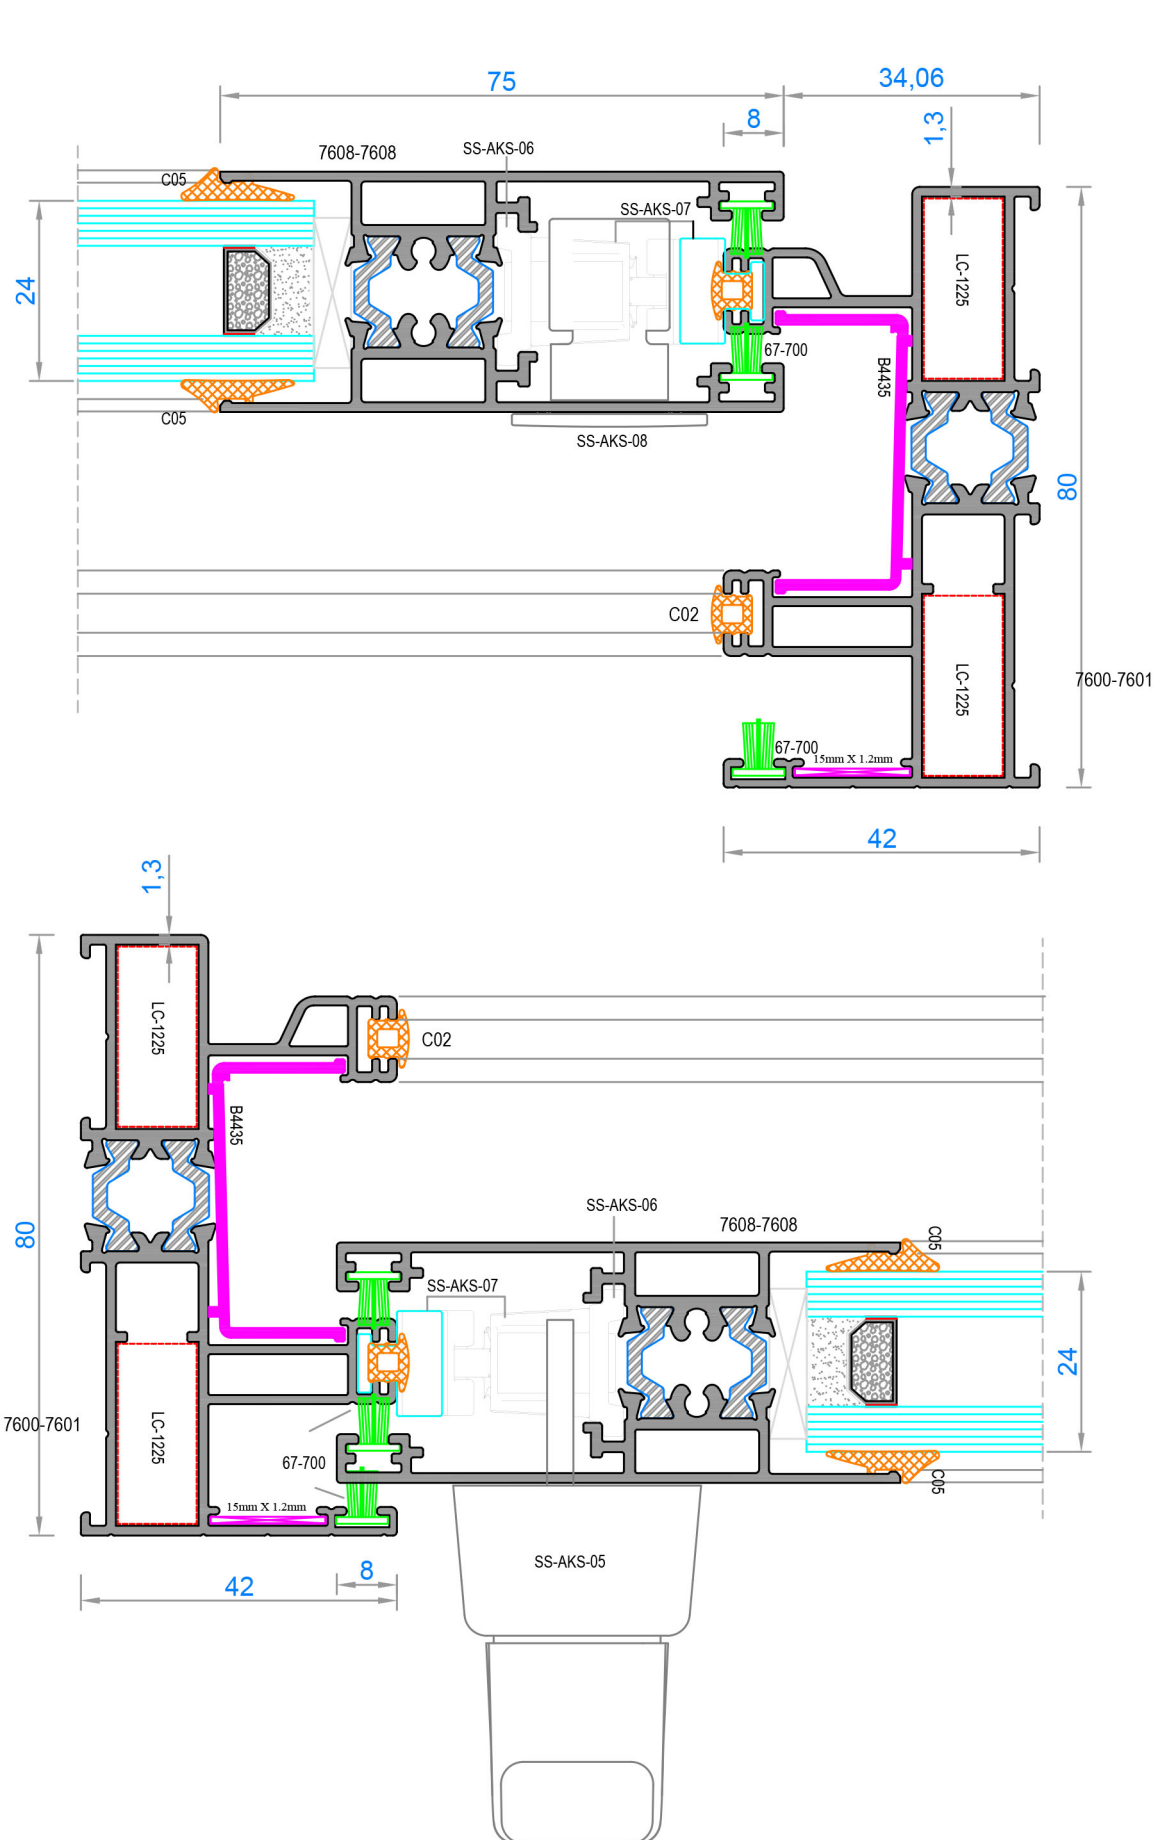 75
34,06
8
1,3
SS-AKS-06
7608-7608
C05
SS-AKS-07
24
LC-1225
67-700
B4435
C05
SS-AKS-08
80
C02
LC-1225
7600-7601
67-700
15mm X 1.2mm
42
1,3
LC-1225
C02
B4435
80
SS-AKS-06
7608-7608
C05
SS-AKS-07
24
7600-7601
LC-1225
67-700
C05
15mm X 1.2mm
SS-AKS-05
8
42